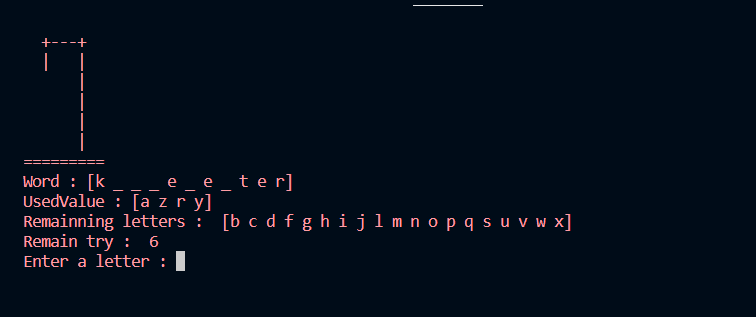 +---+
|   |
    |
    |
    |
    |
=========
Word : [k _ _ _ e _ e _ t e r]
UsedValue : [a z r y]
Remainning letters :  [b c d f g h i j l m n o p q s u v w x]
Remain try :  6
Enter a letter :